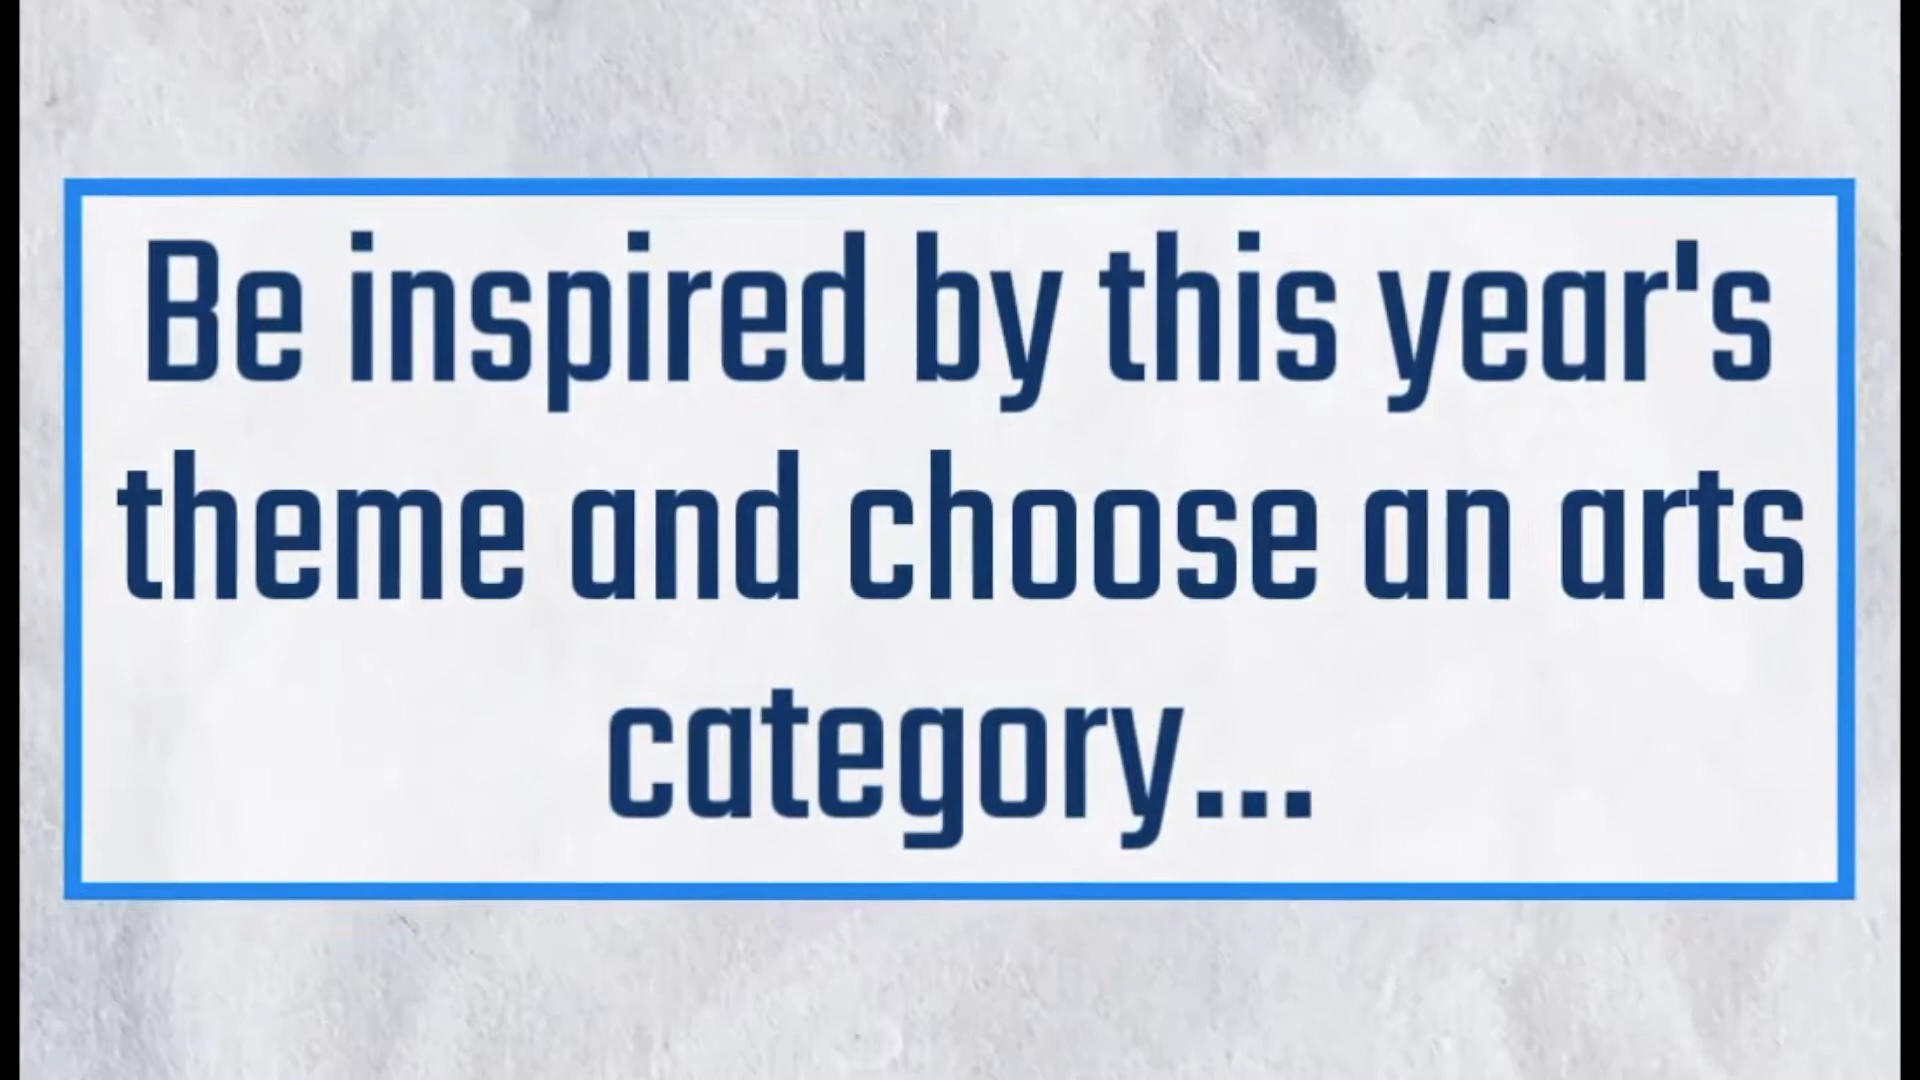 Be inspired by this year's
theme and choose an arts
category...